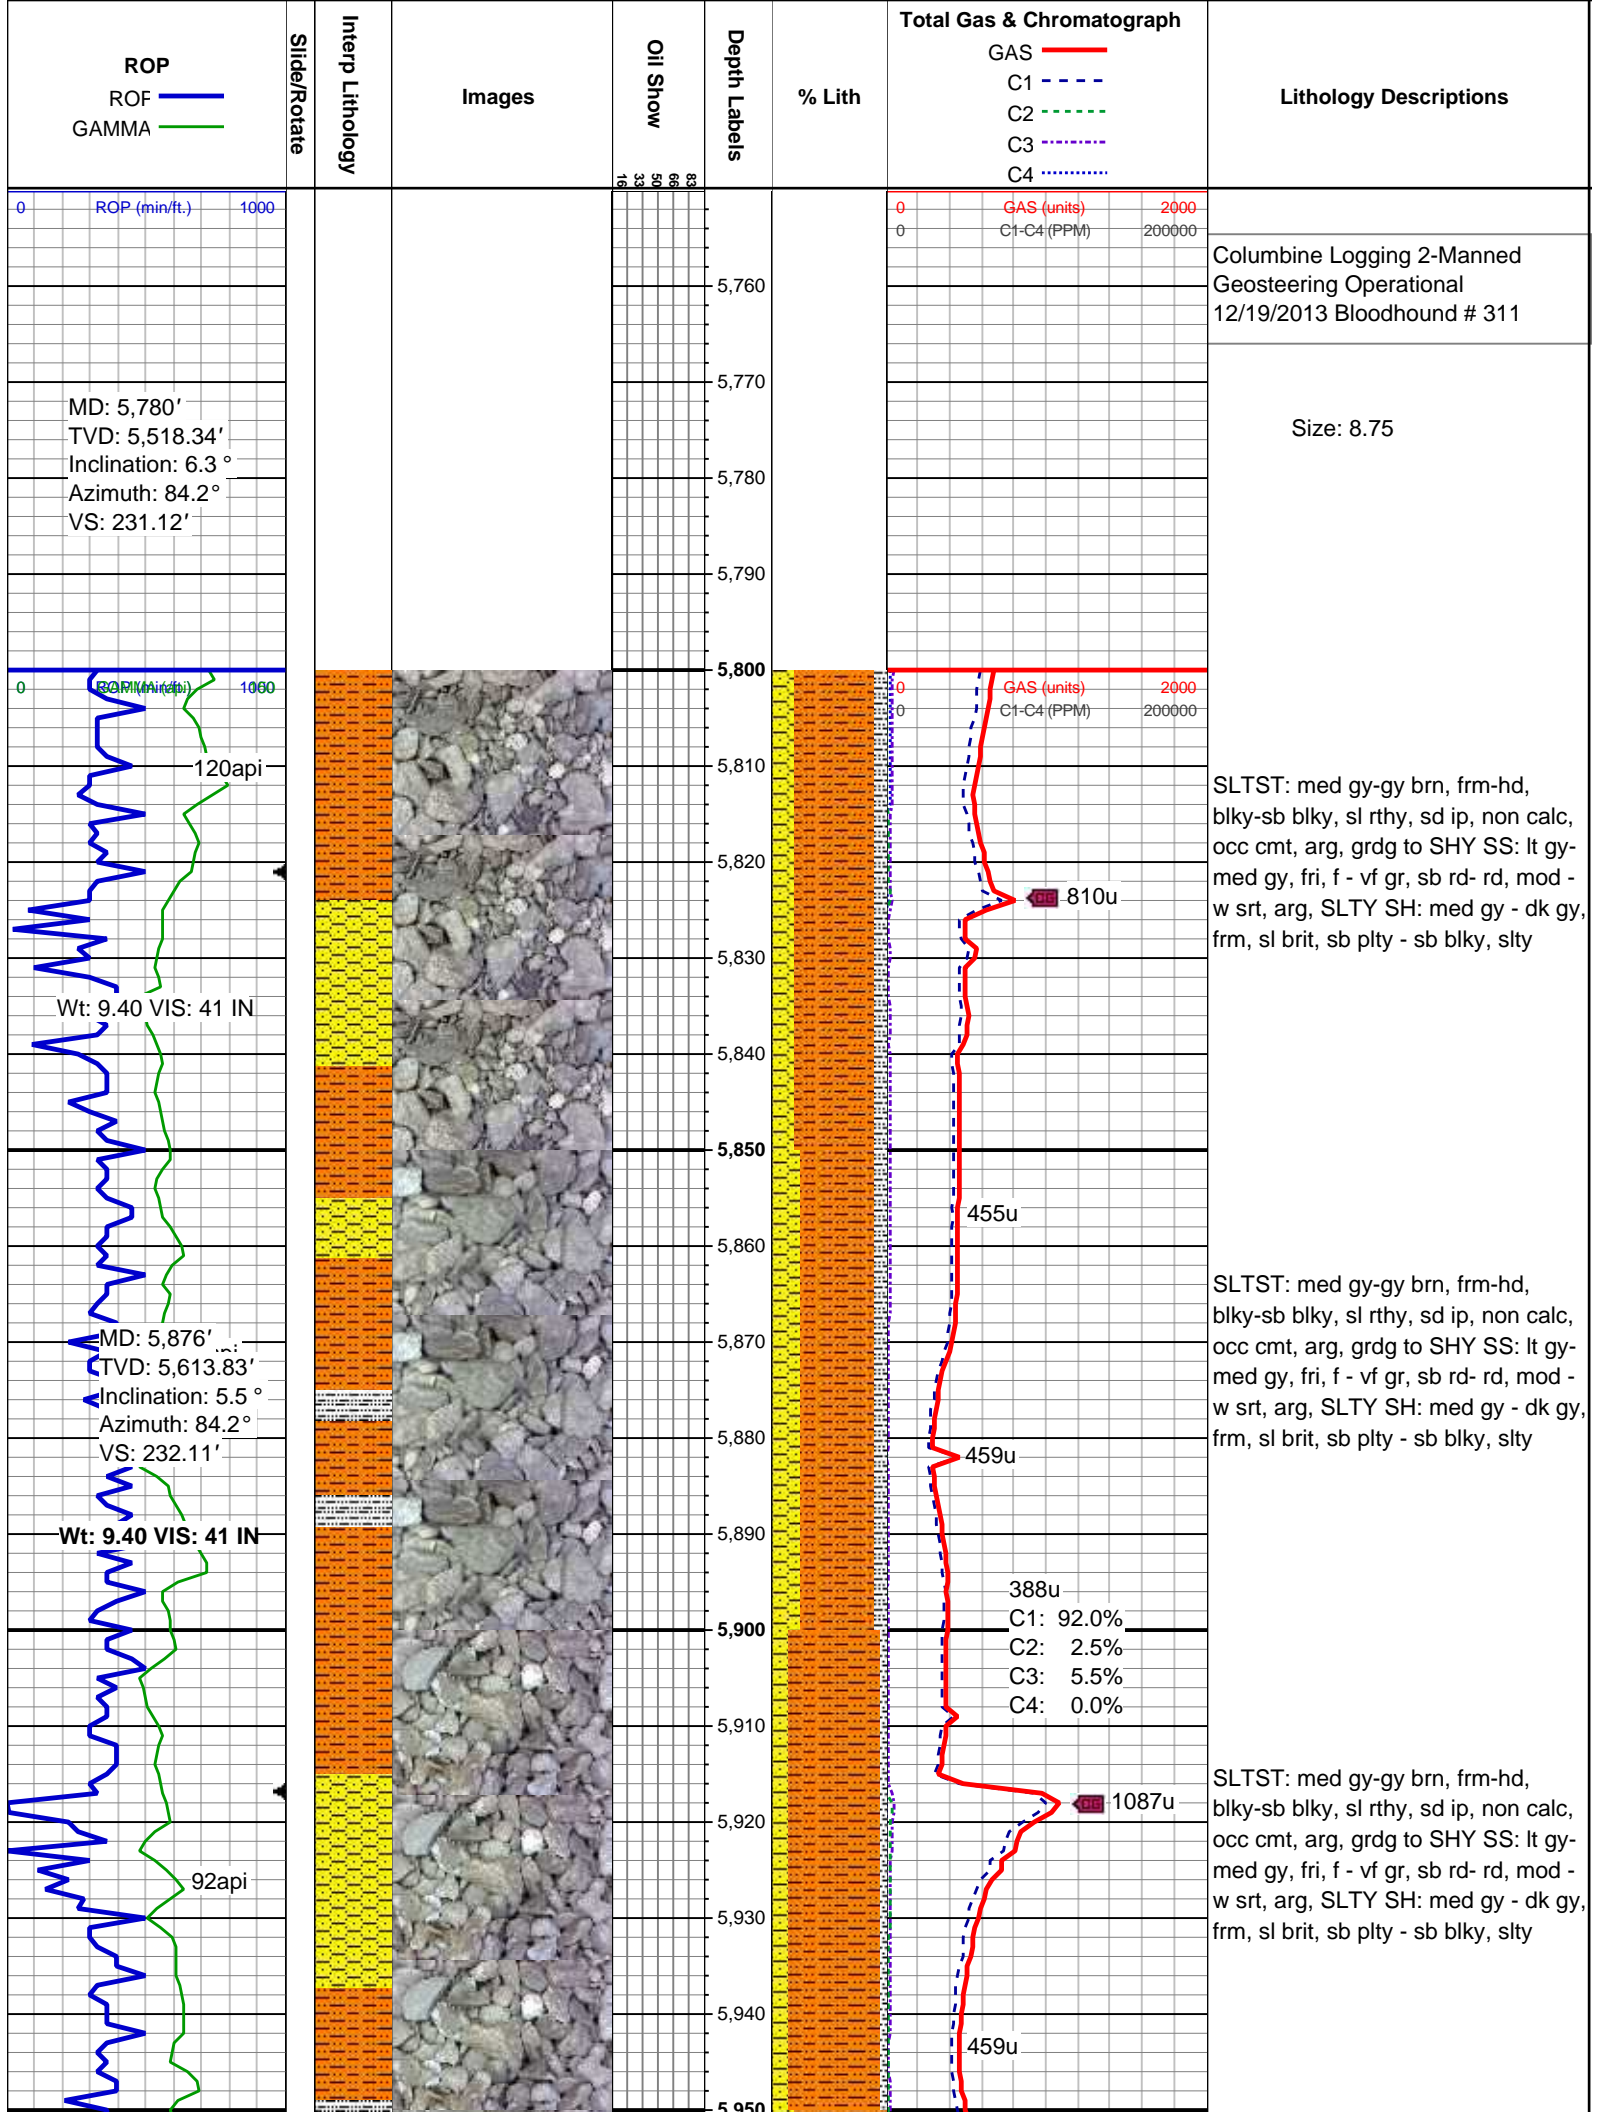 ROP
ROP
GAMMA
Slide/Rotate
Interp Lithology
Images
Oil Show
16 33 50 66 83
Depth Labels
% Lith
Total Gas & Chromatograph
GAS
C1
C2
C3
C4
Lithology Descriptions
0 ROP (min/ft.) 1000
0 GAS (units) 2000
0 C1-C4 (PPM) 200000
Columbine Logging 2-Manned
Geosteering Operational
12/19/2013 Bloodhound # 311
5,760
5,770
MD: 5,780'
TVD: 5,518.34'
Inclination: 6.3 °
Azimuth: 84.2°
VS: 231.12'
Size: 8.75
5,780
5,790
5,800
0 ROP (min/ft.) 1000
0 GAS (units) 2000
0 C1-C4 (PPM) 200000
120api
5,810
SLTST: med gy-gy brn, frm-hd,
blky-sb blky, sl rthy, sd ip, non calc,
occ cmt, arg, grdg to SHY SS: lt gy-
med gy, fri, f - vf gr, sb rd- rd, mod -
w srt, arg, SLTY SH: med gy - dk gy,
frm, sl brit, sb plty - sb blky, slty
5,820
DG 810u
5,830
Wt: 9.40 VIS: 41 IN
5,840
5,850
455u
5,860
SLTST: med gy-gy brn, frm-hd,
blky-sb blky, sl rthy, sd ip, non calc,
occ cmt, arg, grdg to SHY SS: lt gy-
med gy, fri, f - vf gr, sb rd- rd, mod -
w srt, arg, SLTY SH: med gy - dk gy,
frm, sl brit, sb plty - sb blky, slty
5,870
MD: 5,876'
TVD: 5,613.83'
Inclination: 5.5 °
Azimuth: 84.2°
VS: 232.11'
5,880
459u
5,890
Wt: 9.40 VIS: 41 IN
388u
C1: 92.0%
C2: 2.5%
C3: 5.5%
C4: 0.0%
5,900
5,910
DG 1087u
SLTST: med gy-gy brn, frm-hd,
blky-sb blky, sl rthy, sd ip, non calc,
occ cmt, arg, grdg to SHY SS: lt gy-
med gy, fri, f - vf gr, sb rd- rd, mod -
w srt, arg, SLTY SH: med gy - dk gy,
frm, sl brit, sb plty - sb blky, slty
5,920
92api
5,930
5,940
459u
5,950